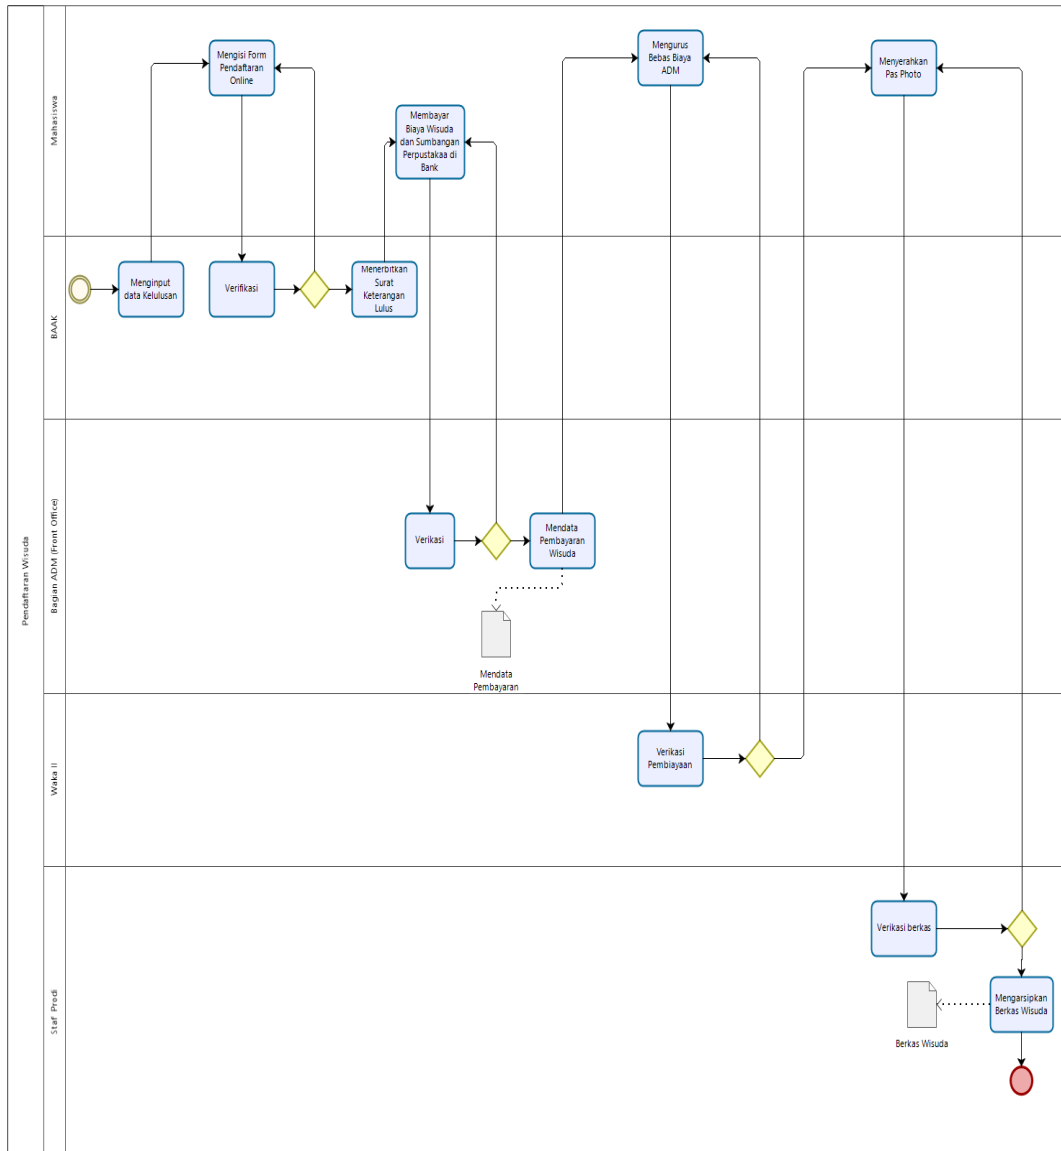 Pendaftaran Wisuda
Mahasiswa
Mengisi Form
Pendaftaran
Online
Membayar
Biaya Wisuda
dan Sumbangan
Perpustakaa di
Bank
Mengurus
Bebas Biaya
ADM
Menyerahkan
Pas Photo
BAAK
Menginput
data Kelulusan
Verifikasi
Menerbitkan
Surat
Keterangan
Lulus
Bagian ADM (Front Office)
Verikasi
Mendata
Pembayaran
Wisuda
Mendata
Pembayaran
Waka II
Verikasi
Pembiayaan
Staf Prodi
Verikasi berkas
Mengarsipkan
Berkas Wisuda
Berkas Wisuda